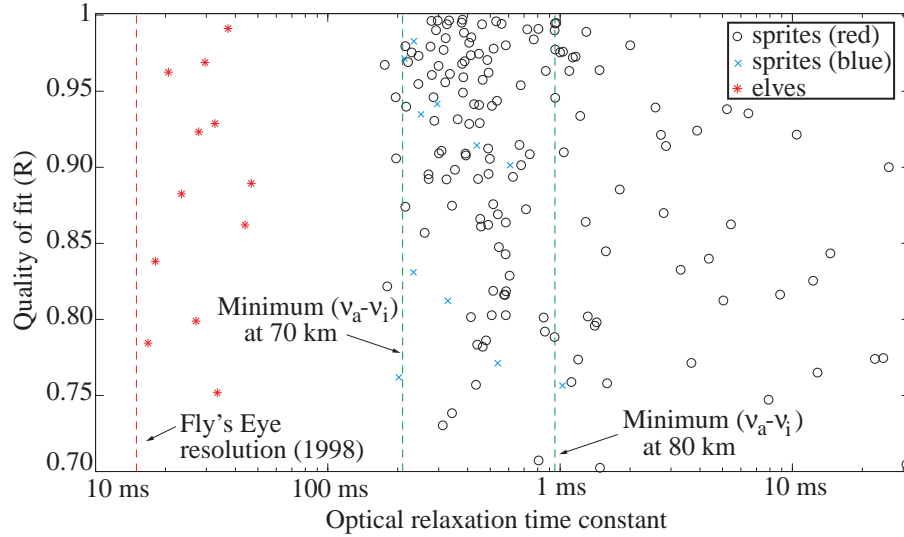 1
0.95
0.90
0.85
0.80
0.75
0.70
Quality of fit (R)
sprites (red)
sprites (blue)
elves
Minimum (νa-νi)
at 70 km
Fly's Eye
resolution (1998)
Minimum (νa-νi)
at 80 km
10 ms
100 ms
1 ms
10 ms
Optical relaxation time constant